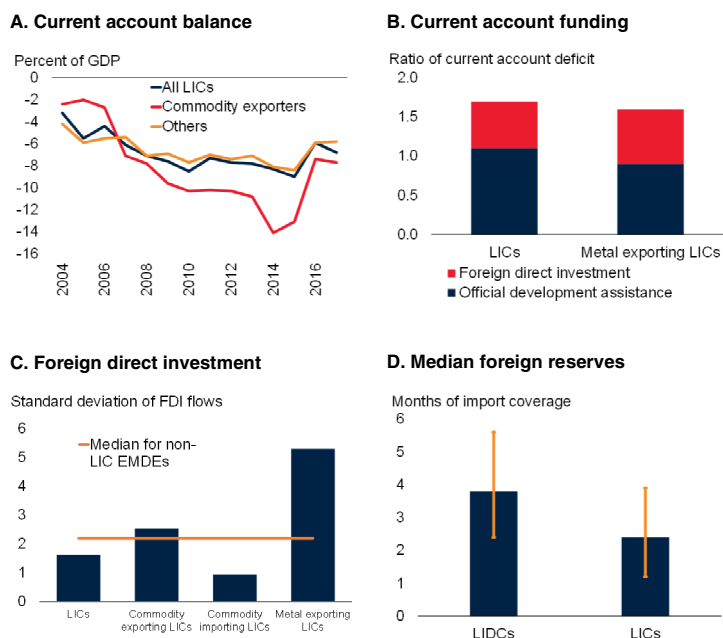 A. Current account balance
Percent of GDP
0
-2
-4
-6
-8
-10
-12
-14
-16
All LICs
Commodity exporters
Others
2004
2006
2008
2010
2012
2014
2016
B. Current account funding
Ratio of current account deficit
2.0
1.5
1.0
0.5
0.0
LICs
Metal exporting LICs
Foreign direct investment
Official development assistance
C. Foreign direct investment
Standard deviation of FDI flows
6
5
4
3
2
1
0
Median for non-
LIC EMDEs
LICs
Commodity
exporting LICs
Commodity
importing LICs
Metal exporting
LICs
D. Median foreign reserves
Months of import coverage
6
5
4
3
2
1
0
LIDCs
LICs